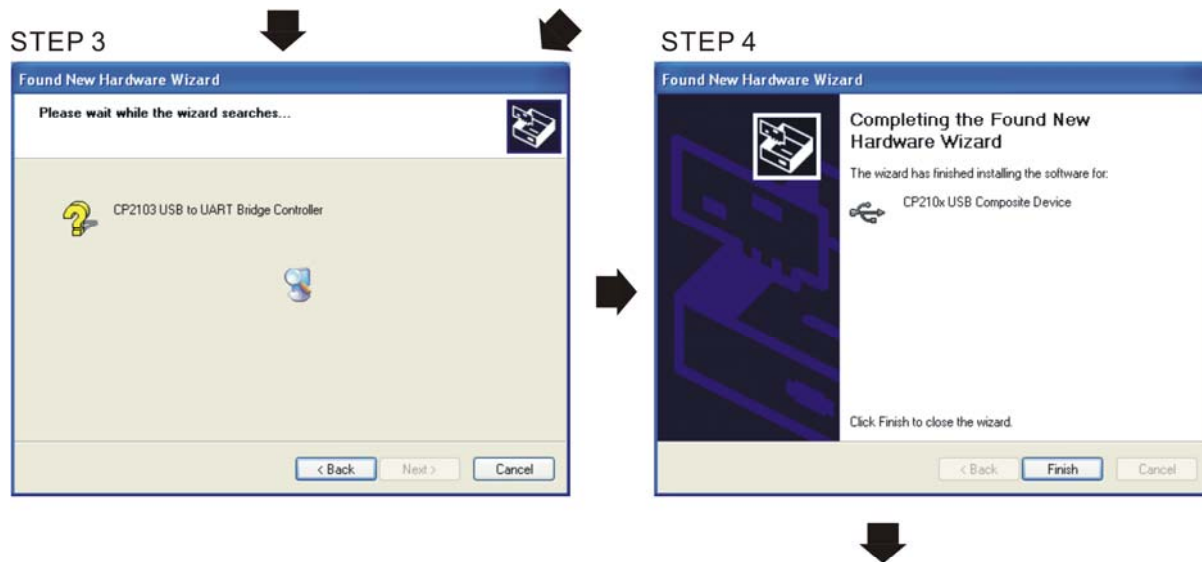 STEP 3
Found New Hardware Wizard
Please wait while the wizard searches...
CP2103 USB to UART Bridge Controller
< Back
Next >
Cancel
STEP 4
Found New Hardware Wizard
Completing the Found New
Hardware Wizard
The wizard has finished installing the software for:
CP210x USB Composite Device
Click Finish to close the wizard.
< Back
Finish
Cancel